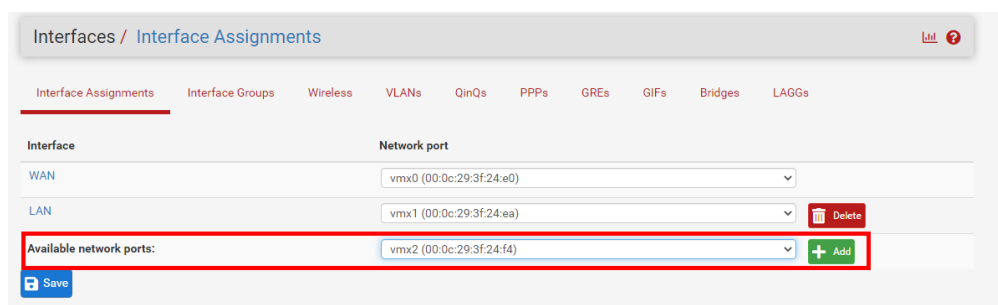 Interfaces / Interface Assignments
Interface Assignments Interface Groups Wireless VLANs QinQs PPPs GREs GIFs Bridges LAGGs
Interface Network port
WAN vmx0 (00:0c:29:3f:24:e0)
LAN vmx1 (00:0c:29:3f:24:ea) Delete
Available network ports: vmx2 (00:0c:29:3f:24:f4) Add
Save